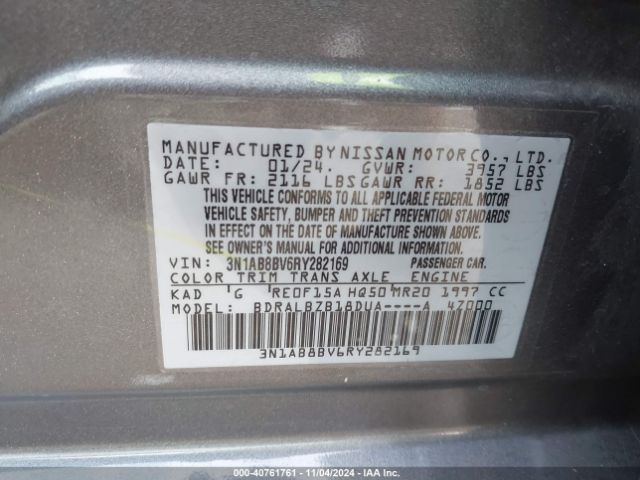 MANUFACTURED BY NISSAN MOTOR CO., LTD.
DATE: 01/24. GVWR: 3957 LBS
GAWR FR: 2116 LBS GAWR RR: 1852 LBS
THIS VEHICLE CONFORMS TO ALL APPLICABLE FEDERAL MOTOR
VEHICLE SAFETY, BUMPER AND THEFT PREVENTION STANDARDS
IN EFFECT ON THE DATE OF MANUFACTURE SHOWN ABOVE.
SEE OWNER'S MANUAL FOR ADDITIONAL INFORMATION.
VIN: 3N1AB8BV6RY282169 PASSENGER CAR.
COLOR TRIM TRANS AXLE ENGINE
KAD G RE0F15A HQ50 MR20 1997 CC
MODEL: BDRALBZB18DUA----A 4Z000
3N1AB8BV6RY282169
000-40761761 | 11/04/2024 | IAA Inc.